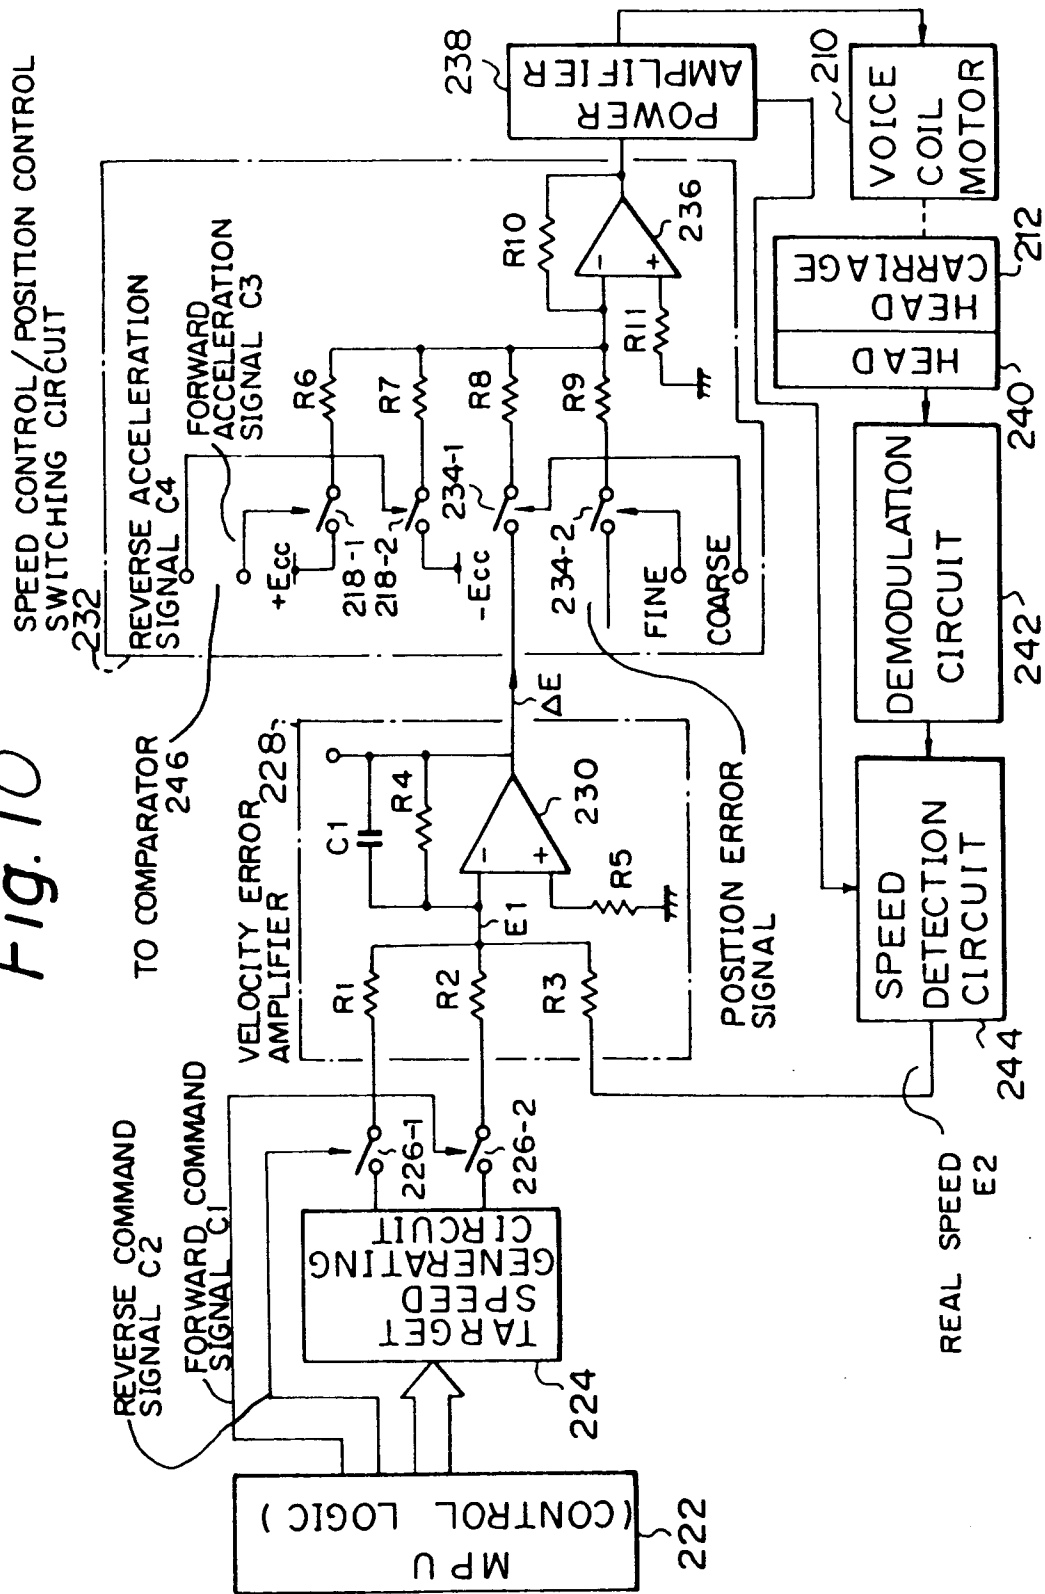 Fig. 10
SPEED CONTROL/POSITION CONTROL
SWITCHING CIRCUIT
232
TO COMPARATOR
246
REVERSE ACCELERATION
SIGNAL C4
FORWARD
ACCELERATION
SIGNAL C3
REVERSE COMMAND
SIGNAL C2
FORWARD COMMAND
SIGNAL C1
MPU
(CONTROL LOGIC)
222
TARGET
SPEED
GENERATING
CIRCUIT
224
226-1
226-2
VELOCITY ERROR
AMPLIFIER 228
R1
R2
R3
E1
C1
R4
-
+
230
R5
ΔE
+Ecc
218-1
218-2
-Ecc
234-1
234-2
R6
R7
R8
R9
R10
R11
-
+
236
FINE
COARSE
POSITION ERROR
SIGNAL
POWER
AMPLIFIER
238
VOICE
COIL
MOTOR
210
HEAD
CARRIAGE
212
HEAD
240
DEMODULATION
CIRCUIT
242
SPEED
DETECTION
CIRCUIT
244
REAL SPEED
E2